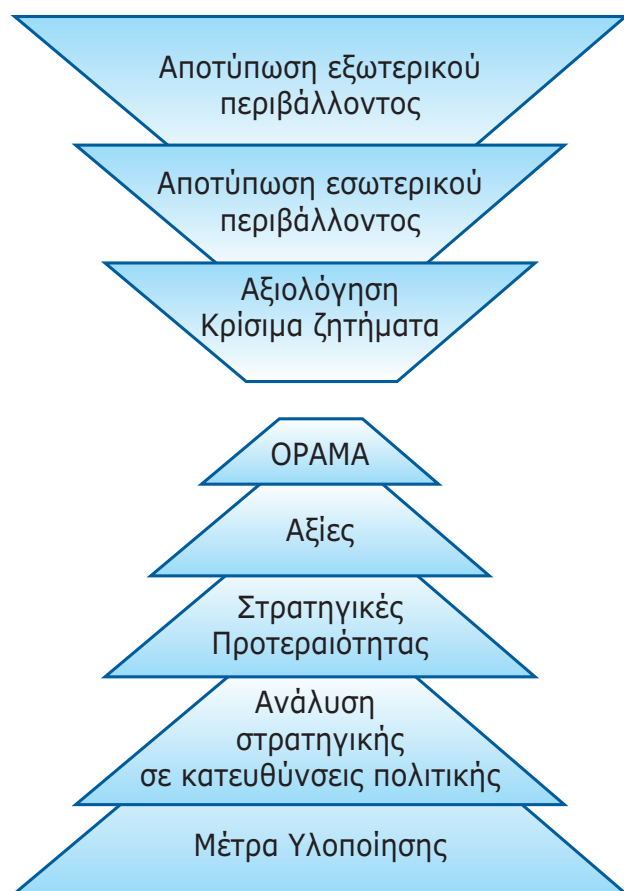 Αποτύπωση εξωτερικού
περιβάλλοντος
Αποτύπωση εσωτερικού
περιβάλλοντος
Αξιολόγηση
Κρίσιμα ζητήματα
ΟΡΑΜΑ
Αξίες
Στρατηγικές
Προτεραιότητας
Ανάλυση
στρατηγικής
σε κατευθύνσεις πολιτικής
Μέτρα Υλοποίησης